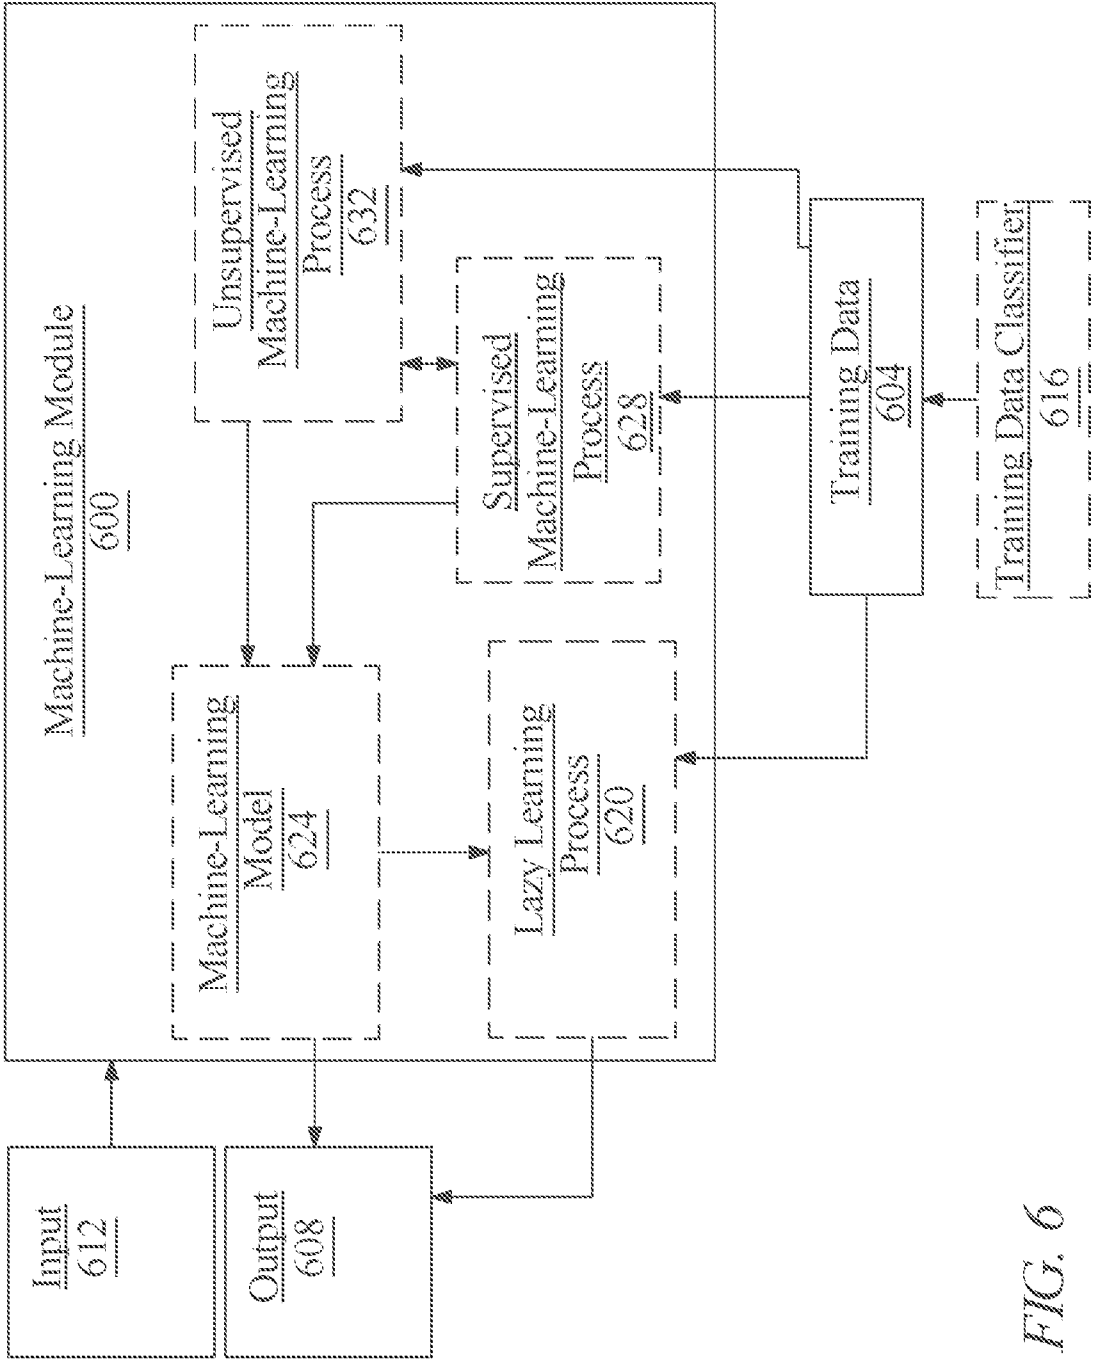 Machine-Learning Module
600
Input
612
Output
608
Machine-Learning
Model
624
Unsupervised
Machine-Learning
Process
632
Lazy Learning
Process
620
Supervised
Machine-Learning
Process
628
Training Data
604
Training Data Classifier
616
FIG. 6